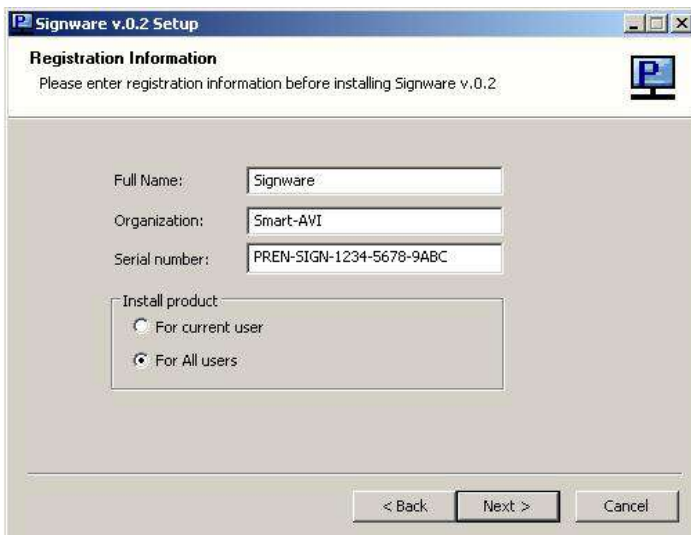 Signware v.0.2 Setup
Registration Information
Please enter registration information before installing Signware v.0.2
P
Full Name: Signware
Organization: Smart-AVI
Serial number: PREN-SIGN-1234-5678-9ABC
Install product
For current user
For All users
< Back Next > Cancel